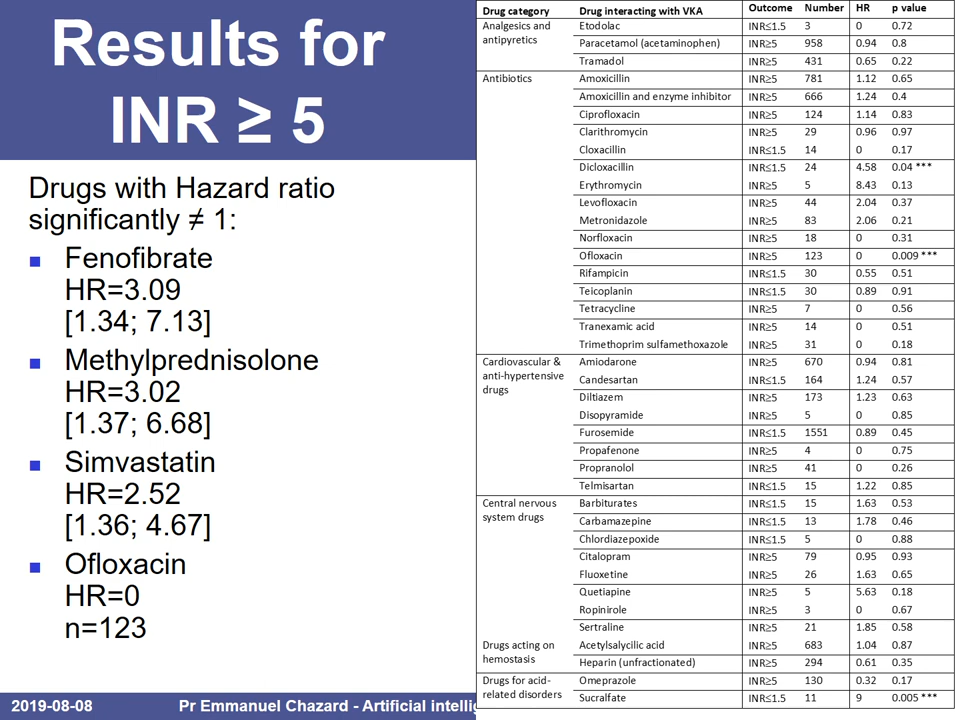 Results for
INR ≥ 5
Drugs with Hazard ratio
significantly ≠ 1:
Fenofibrate
HR=3.09
[1.34; 7.13]
Methylprednisolone
HR=3.02
[1.37; 6.68]
Simvastatin
HR=2.52
[1.36; 4.67]
Ofloxacin
HR=0
n=123
2019-08-08 Pr Emmanuel Chazard - Artificial intellig
Drug category Drug interacting with VKA Outcome Number HR p value
Analgesics and Etodolac INR≤1.5 3 0 0.72
antipyretics Paracetamol (acetaminophen) INR≥5 958 0.94 0.8
Tramadol INR≥5 431 0.65 0.22
Antibiotics Amoxicillin INR≥5 781 1.12 0.65
Amoxicillin and enzyme inhibitor INR≥5 666 1.24 0.4
Ciprofloxacin INR≥5 124 1.14 0.83
Clarithromycin INR≥5 29 0.96 0.97
Cloxacillin INR≤1.5 14 0 0.17
Dicloxacillin INR≤1.5 24 4.58 0.04 ***
Erythromycin INR≥5 5 8.43 0.13
Levofloxacin INR≥5 44 2.04 0.37
Metronidazole INR≥5 83 2.06 0.21
Norfloxacin INR≥5 18 0 0.31
Ofloxacin INR≥5 123 0 0.009 ***
Rifampicin INR≤1.5 30 0.55 0.51
Teicoplanin INR≤1.5 30 0.89 0.91
Tetracycline INR≥5 7 0 0.56
Tranexamic acid INR≥5 14 0 0.51
Trimethoprim sulfamethoxazole INR≥5 31 0 0.18
Cardiovascular & Amiodarone INR≥5 670 0.94 0.81
anti-hypertensive Candesartan INR≤1.5 164 1.24 0.57
drugs Diltiazem INR≥5 173 1.23 0.63
Disopyramide INR≥5 5 0 0.85
Furosemide INR≤1.5 1551 0.89 0.45
Propafenone INR≥5 4 0 0.75
Propranolol INR≥5 41 0 0.26
Telmisartan INR≤1.5 15 1.22 0.85
Central nervous Barbiturates INR≤1.5 15 1.63 0.53
system drugs Carbamazepine INR≤1.5 13 1.78 0.46
Chlordiazepoxide INR≤1.5 5 0 0.88
Citalopram INR≥5 79 0.95 0.93
Fluoxetine INR≥5 26 1.63 0.65
Quetiapine INR≥5 5 5.63 0.18
Ropinirole INR≥5 3 0 0.67
Sertraline INR≥5 21 1.85 0.58
Drugs acting on Acetylsalycilic acid INR≥5 683 1.04 0.87
hemostasis Heparin (unfractionated) INR≥5 294 0.61 0.35
Drugs for acid- Omeprazole INR≥5 130 0.32 0.17
related disorders Sucralfate INR≤1.5 11 9 0.005 ***